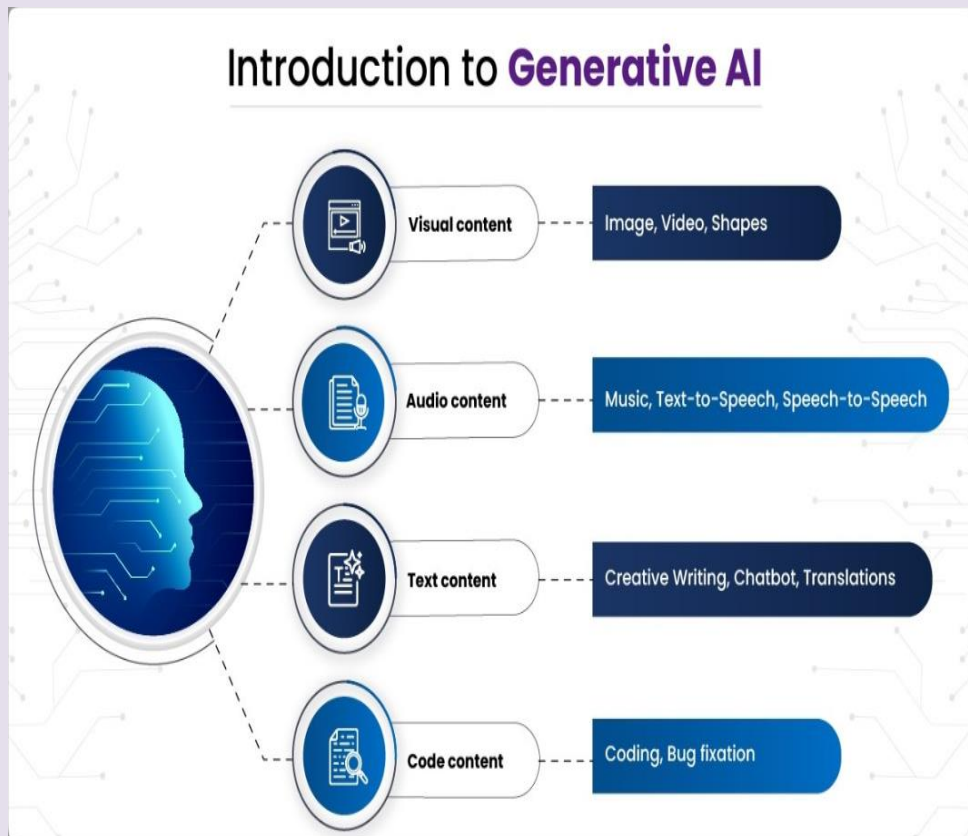 Introduction to Generative AI
Visual content
Image, Video, Shapes
Audio content
Music, Text-to-Speech, Speech-to-Speech
Text content
Creative Writing, Chatbot, Translations
Code content
Coding, Bug fixation